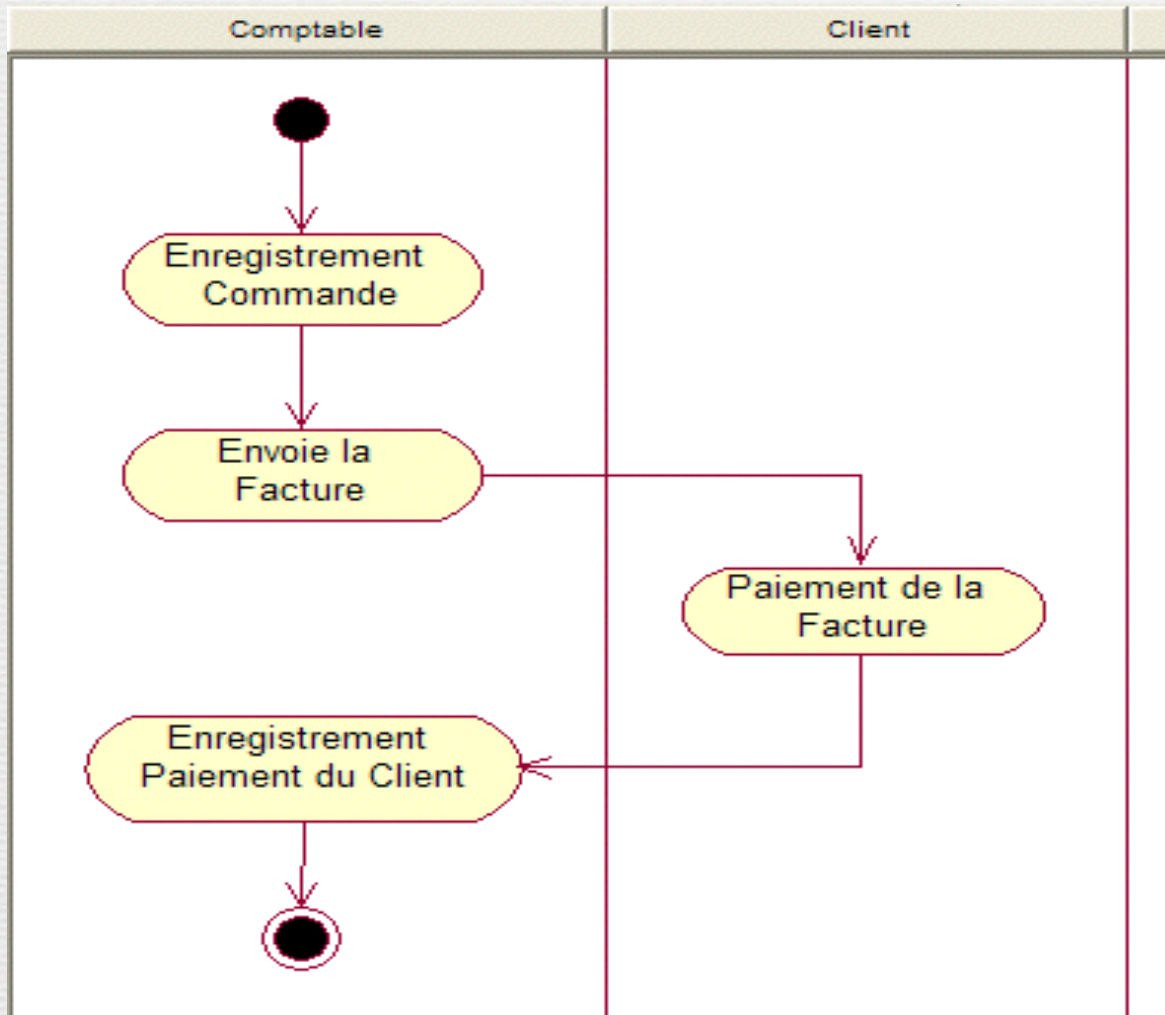 Comptable
Client
Enregistrement
Commande
Envoie la
Facture
Paiement de la
Facture
Enregistrement
Paiement du Client